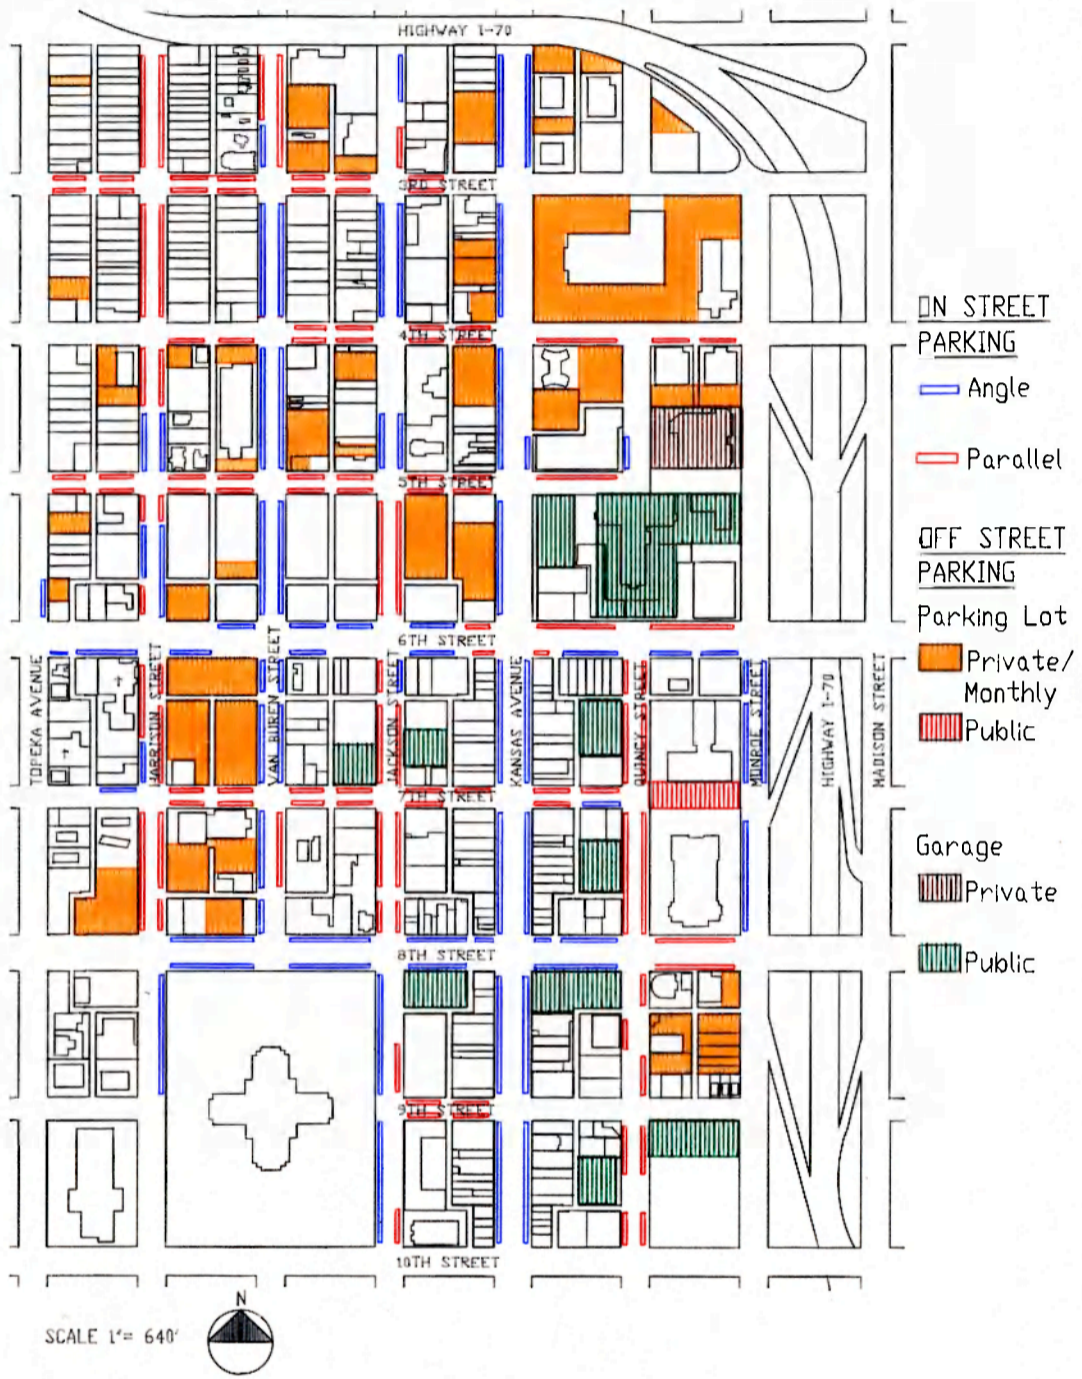 HIGHWAY I-70
3RD STREET
4TH STREET
5TH STREET
6TH STREET
TOPEKA AVENUE
HARRISON STREET
VAN BUREN STREET
JACKSON STREET
KANSAS AVENUE
QUINCY STREET
MONROE STREET
HIGHWAY I-70
MADISON STREET
7TH STREET
8TH STREET
9TH STREET
10TH STREET
N
SCALE 1"= 640'
ON STREET
PARKING
Angle
Parallel
OFF STREET
PARKING
Parking Lot
Private/
Monthly
Public
Garage
Private
Public